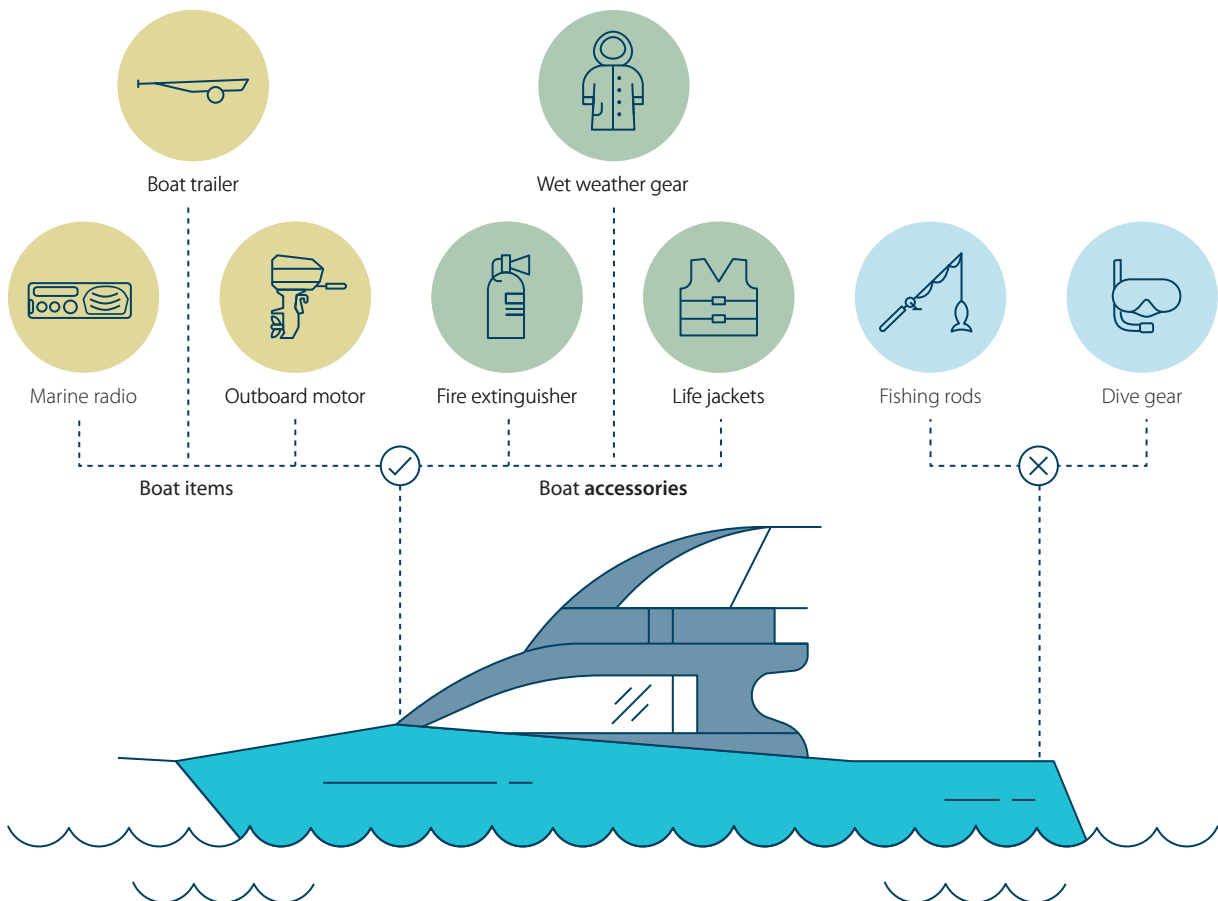 Boat trailer
Wet weather gear
Marine radio
Outboard motor
Fire extinguisher
Life jackets
Fishing rods
Dive gear
Boat items
Boat accessories